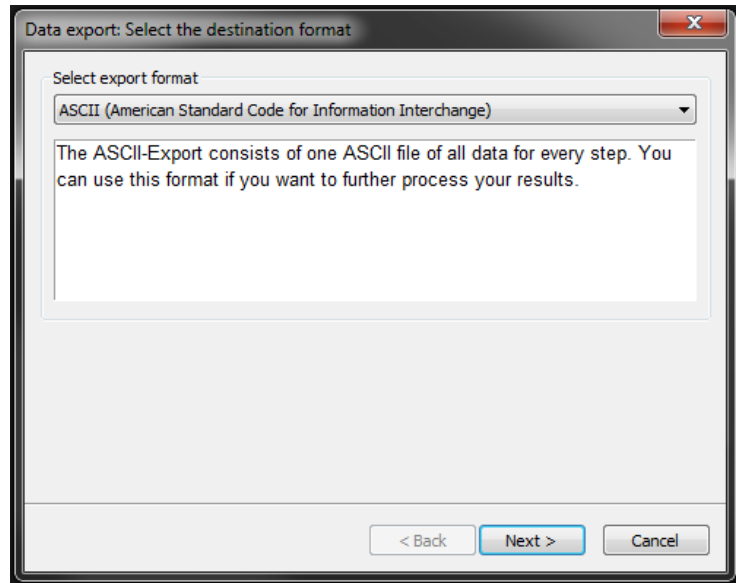 Data export: Select the destination format
Select export format
ASCII (American Standard Code for Information Interchange)
The ASCII-Export consists of one ASCII file of all data for every step. You
can use this format if you want to further process your results.
< Back
Next >
Cancel